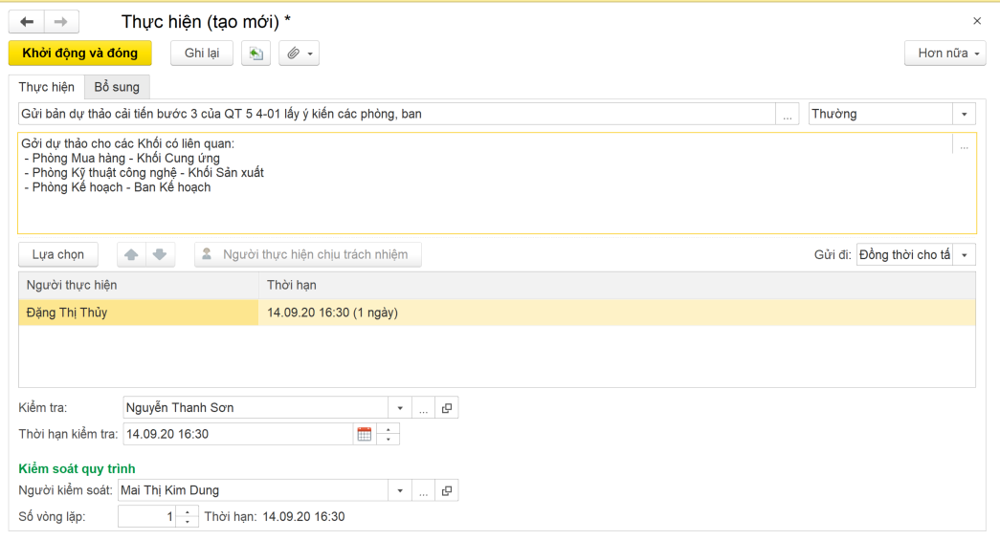 Thực hiện (tạo mới) *
Khởi động và đóng
Ghi lại
Hơn nữa
Thực hiện
Bổ sung
Gửi bản dự thảo cải tiến bước 3 của QT 5 4-01 lấy ý kiến các phòng, ban
...
Thường
Gởi dự thảo cho các Khối có liên quan:
- Phòng Mua hàng - Khối Cung ứng
- Phòng Kỹ thuật công nghệ - Khối Sản xuất
- Phòng Kế hoạch - Ban Kế hoạch
...
Lựa chọn
Người thực hiện chịu trách nhiệm
Gửi đi: Đồng thời cho tấ
Người thực hiện
Thời hạn
Đặng Thị Thủy
14.09.20 16:30 (1 ngày)
Kiểm tra: Nguyễn Thanh Sơn
...
Thời hạn kiểm tra: 14.09.20 16:30
Kiểm soát quy trình
Người kiểm soát: Mai Thị Kim Dung
...
Số vòng lặp: 1 Thời hạn: 14.09.20 16:30